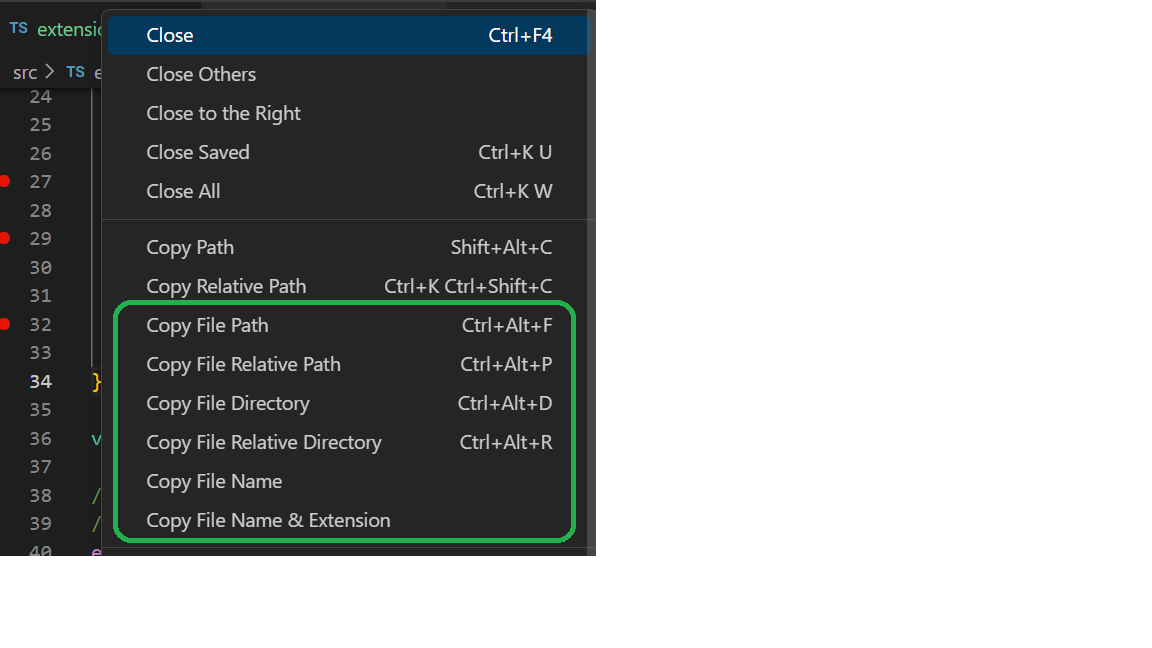 TS extensio
Close Ctrl+F4
src > TS e
Close Others
24
Close to the Right
25
26
Close Saved Ctrl+K U
27
Close All Ctrl+K W
28
29
Copy Path Shift+Alt+C
30
Copy Relative Path Ctrl+K Ctrl+Shift+C
31
32
Copy File Path Ctrl+Alt+F
33
Copy File Relative Path Ctrl+Alt+P
34 }
35
Copy File Directory Ctrl+Alt+D
36 v
Copy File Relative Directory Ctrl+Alt+R
37
Copy File Name
38 /
39 /
Copy File Name & Extension
40 e